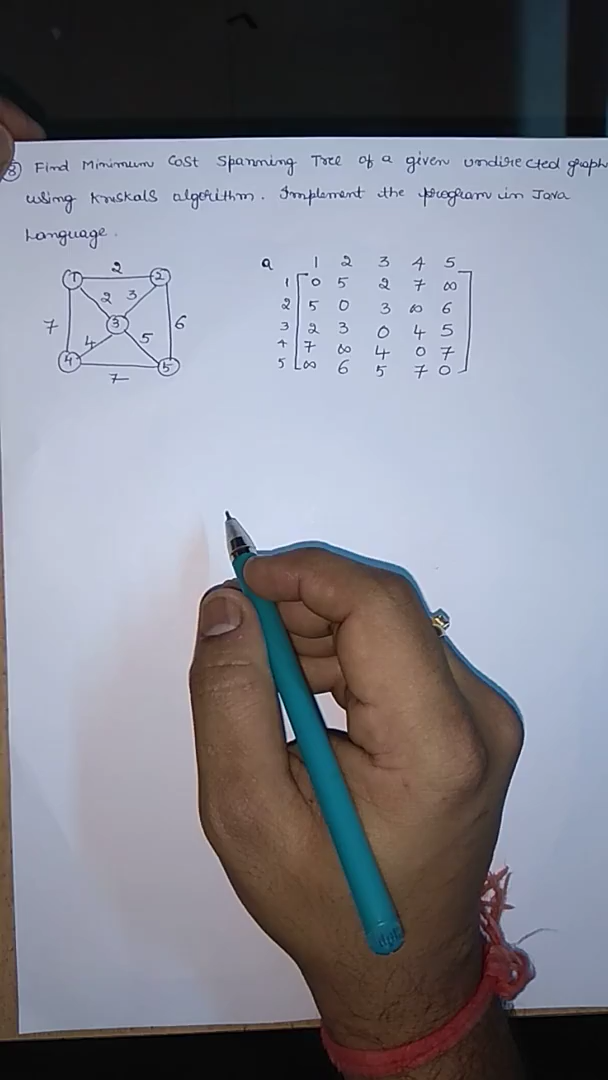 8 Find Minimum Cost Spanning Tree of a given undirected graph
using Kruskals algorithm. Implement the program in Java
Language.
2
1 2
2 3
7 3 6
4 5
4 5
7
a 1 2 3 4 5
1 0 5 2 7 ∞
2 5 0 3 ∞ 6
3 2 3 0 4 5
4 7 ∞ 4 0 7
5 ∞ 6 5 7 0